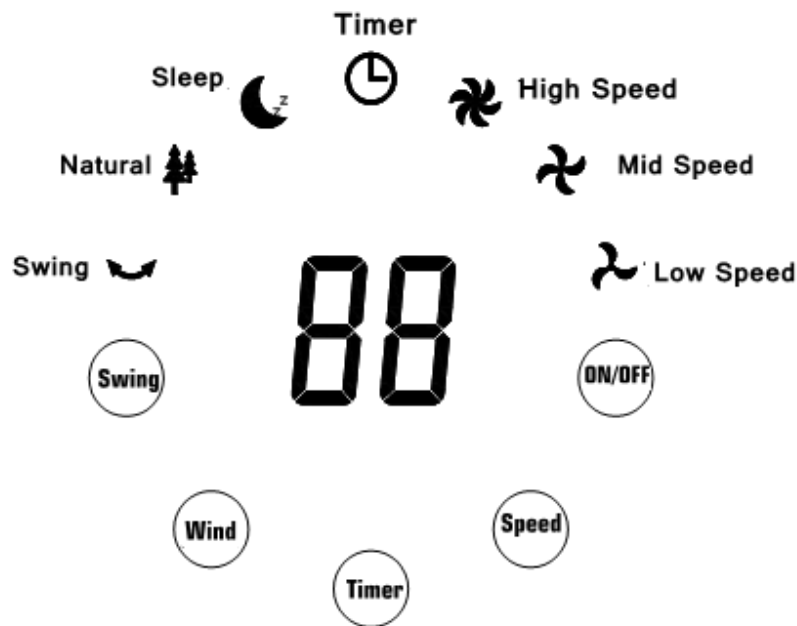 Timer
Sleep
z
z
High Speed
Natural
Mid Speed
Swing
Low Speed
88
Swing
ON/OFF
Wind
Speed
Timer